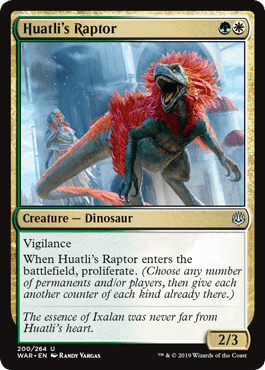 Huatli's Raptor
Creature — Dinosaur
Vigilance
When Huatli's Raptor enters the
battlefield, proliferate. (Choose any
number of permanents and/or players, then give each
another counter of each kind already there.)
The essence of Ixalan was never far from
Huatli's heart.
2/3
200/264 U
WAR • EN RANDY VARGAS
™ & © 2019 Wizards of the Coast